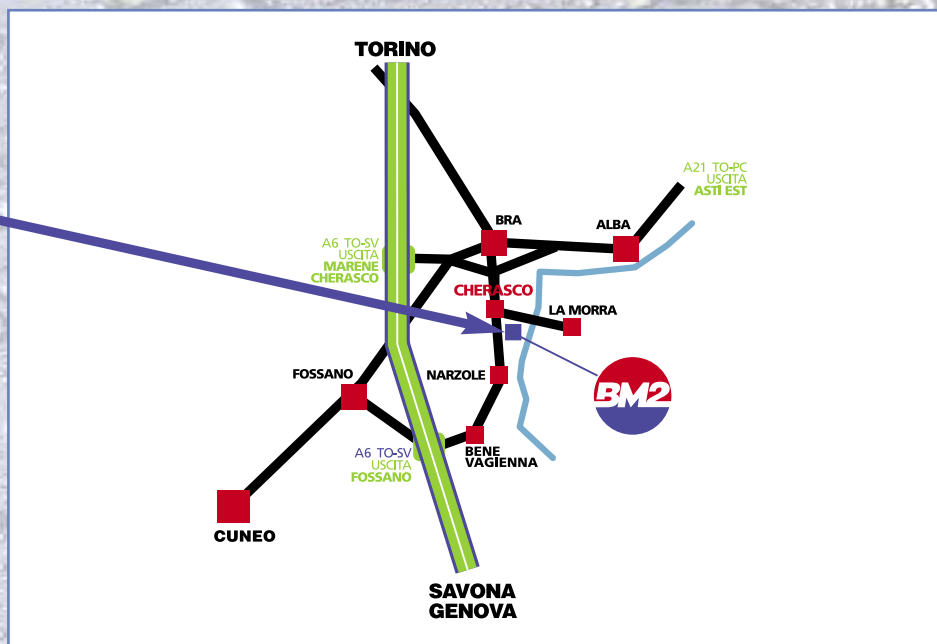 TORINO
A21 TO-PC
USCITA
ASTI EST
BRA
ALBA
A6 TO-SV
USCITA
MARENE
CHERASCO
CHERASCO
LA MORRA
FOSSANO
NARZOLE
BM2
A6 TO-SV
USCITA
FOSSANO
BENE
VAGIENNA
CUNEO
SAVONA
GENOVA